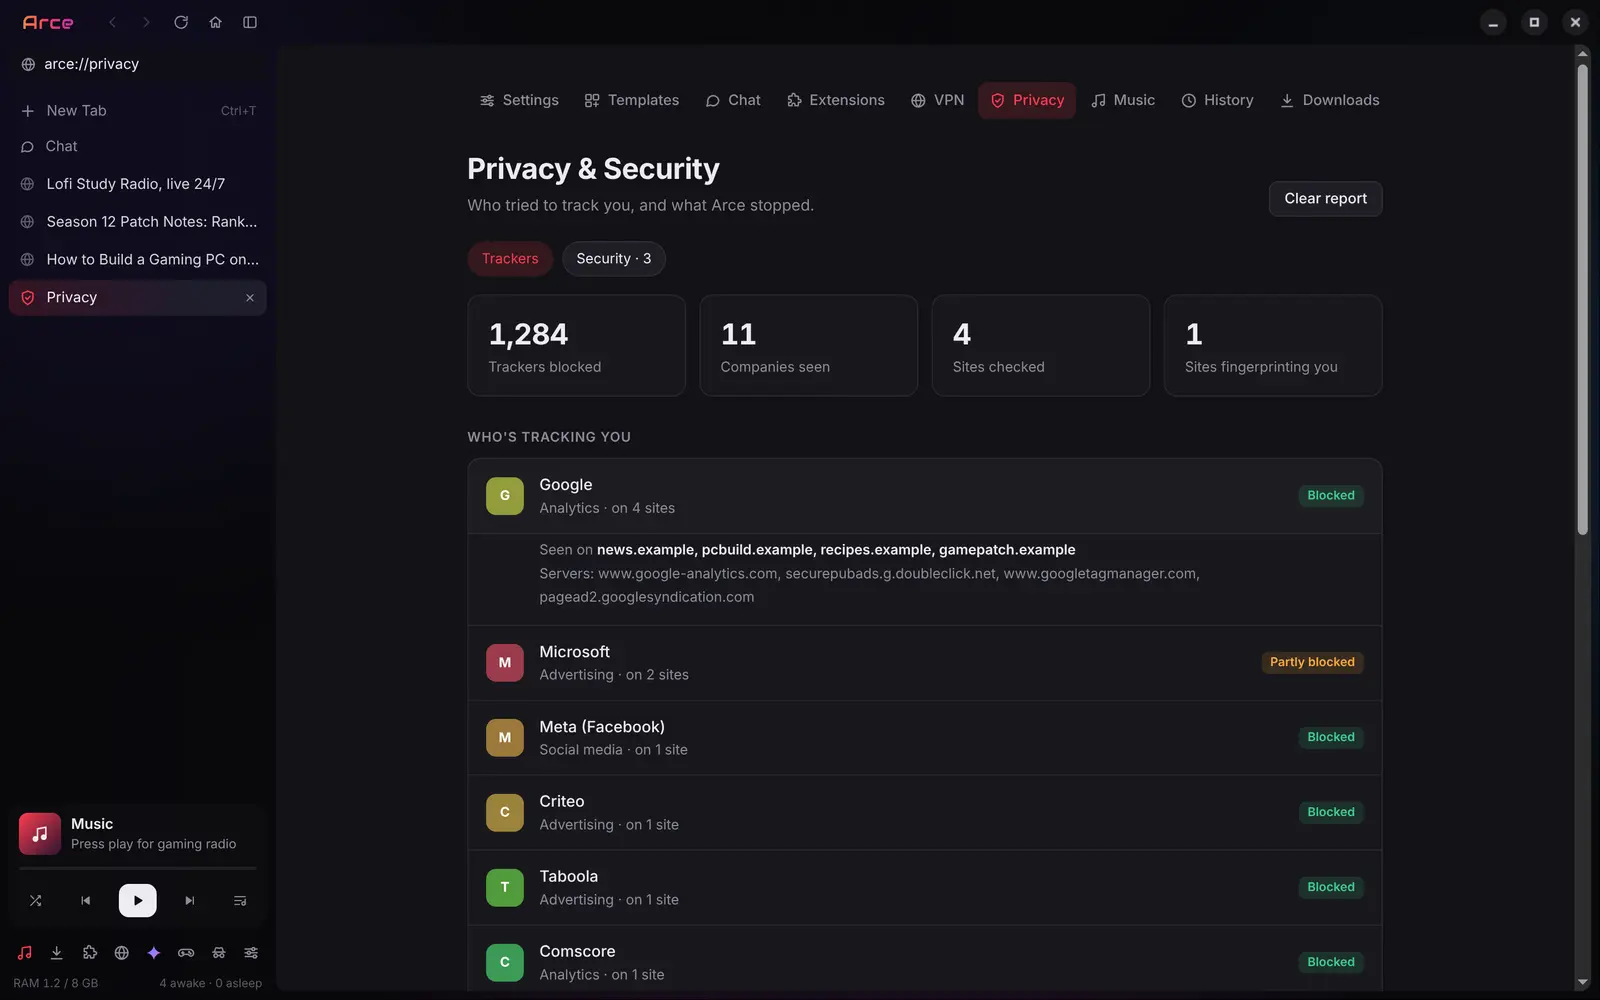 Arce
arce://privacy
New Tab Ctrl+T
Chat
Lofi Study Radio, live 24/7
Season 12 Patch Notes: Rank...
How to Build a Gaming PC on...
Privacy
Music
Press play for gaming radio
RAM 1.2 / 8 GB 4 awake · 0 asleep
Settings Templates Chat Extensions VPN Privacy Music History Downloads
Privacy & Security
Who tried to track you, and what Arce stopped.
Clear report
Trackers Security · 3
1,284
Trackers blocked
11
Companies seen
4
Sites checked
1
Sites fingerprinting you
WHO'S TRACKING YOU
G
Google
Analytics · on 4 sites
Blocked
Seen on news.example, pcbuild.example, recipes.example, gamepatch.example
Servers: www.google-analytics.com, securepubads.g.doubleclick.net, www.googletagmanager.com,
pagead2.googlesyndication.com
M
Microsoft
Advertising · on 2 sites
Partly blocked
M
Meta (Facebook)
Social media · on 1 site
Blocked
C
Criteo
Advertising · on 1 site
Blocked
T
Taboola
Advertising · on 1 site
Blocked
C
Comscore
Analytics · on 1 site
Blocked